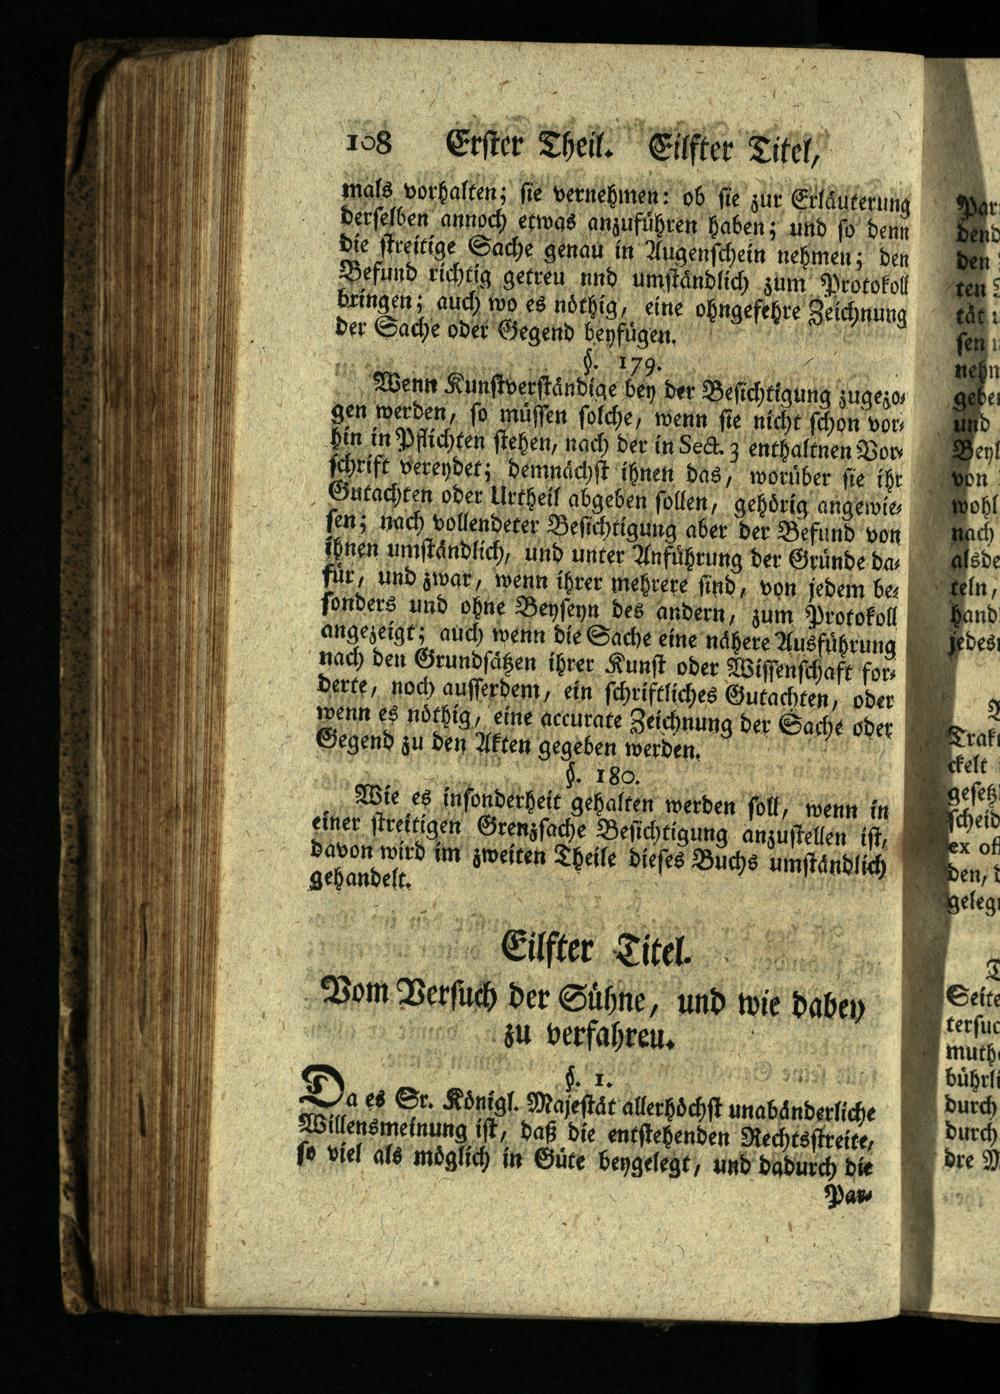 108 Erster Theil. Eilfter Titel,
mals vorhalten; sie vernehmen: ob sie zur Erläuterung
derselben annoch etwas anzuführen haben; und so denn
die streitige Sache genau in Augenschein nehmen; den
Befund richtig getreu nnd umständlich zum Protokoll
bringen; auch wo es nöthig, eine ohngefehre Zeichnung
der Sache oder Gegend beyfügen.
§. 179.
Wenn Kunstverständige bey der Besichtigung zugezo-
gen werden, so müssen solche, wenn sie nicht schon vor-
hin in Pflichten stehen, nach der in Sect. 3 enthaltnen Vor-
schrift vereydet; demnächst ihnen das, worüber sie ihr
Gutachten oder Urtheil abgeben sollen, gehörig angewie-
sen; nach vollendeter Besichtigung aber der Befund von
ihnen umständlich, und unter Anführung der Gründe da-
für, und zwar, wenn ihrer mehrere sind, von jedem be-
sonders und ohne Beyseyn des andern, zum Protokoll
angezeigt; auch wenn die Sache eine nähere Ausführung
nach den Grundsätzen ihrer Kunst oder Wissenschaft for-
derte, noch ausserdem, ein schriftliches Gutachten, oder
wenn es nöthig, eine accurate Zeichnung der Sache oder
Gegend zu den Akten gegeben werden.
§. 180.
Wie es insonderheit gehalten werden soll, wenn in
einer streitigen Grenzsache Besichtigung anzustellen ist,
davon wird im zweiten Theile dieses Buchs umständlich
gehandelt.
Eilfter Titel.
Vom Versuch der Sühne, und wie dabey
zu verfahreu.
§. 1.
Da es Sr. Königl. Majestät allerhöchst unabänderliche
Willensmeinung ist, daß die entstehenden Rechtsstreite,
so viel als möglich in Güte beygelegt, und dadurch die
Par-